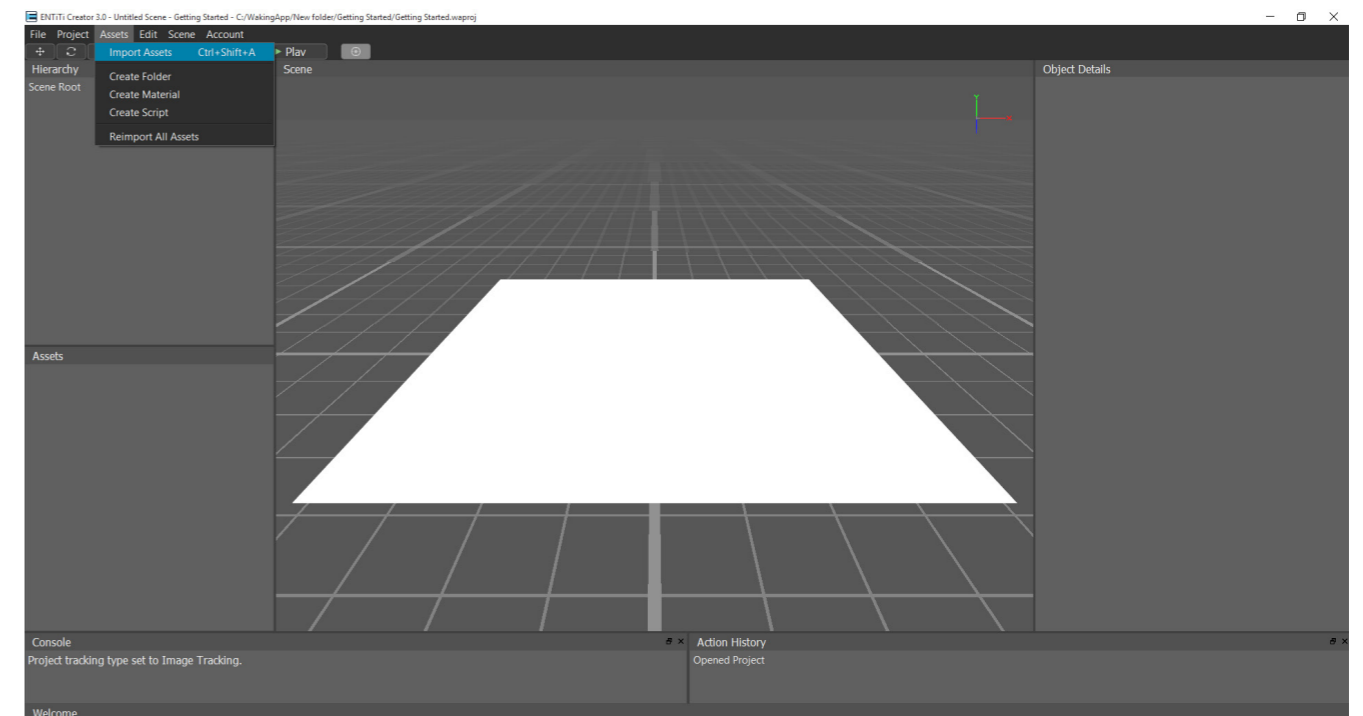 ENTiTi Creator 3.0 - Untitled Scene - Getting Started - C:/WakingApp/New folder/Getting Started/Getting Started.waproj
File Project Assets Edit Scene Account
Import Assets Ctrl+Shift+A
Play
Hierarchy
Scene
Object Details
Scene Root
Create Folder
Create Material
Create Script
Reimport All Assets
Y
Assets
Console
Action History
Project tracking type set to Image Tracking.
Opened Project
Welcome